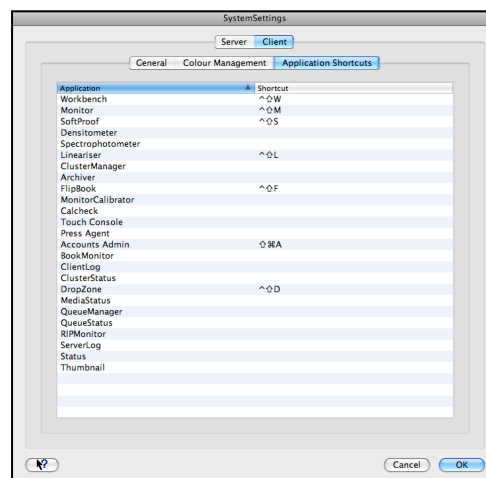 SystemSettings
Server Client
General Colour Management Application Shortcuts
Application Shortcut
Workbench ^⇧W
Monitor ^⇧M
SoftProof ^⇧S
Densitometer
Spectrophotometer
Lineariser ^⇧L
ClusterManager
Archiver
FlipBook ^⇧F
MonitorCalibrator
Calcheck
Touch Console
Press Agent
Accounts Admin ⇧⌘A
BookMonitor
ClientLog
ClusterStatus
DropZone ^⇧D
MediaStatus
QueueManager
QueueStatus
RIPMonitor
ServerLog
Status
Thumbnail
? Cancel OK